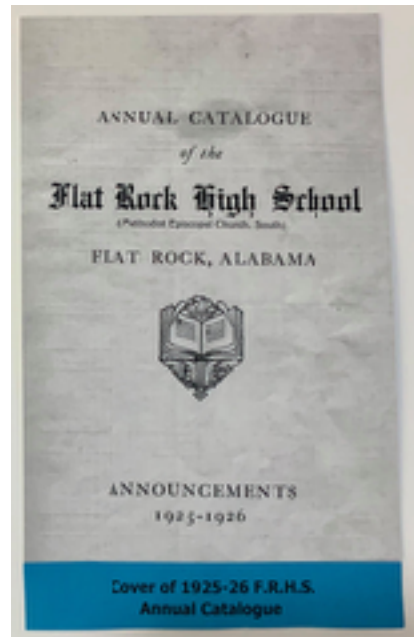 ANNUAL CATALOGUE
of the
Flat Rock High School
(Methodist Episcopal Church, South)
FLAT ROCK, ALABAMA
ANNOUNCEMENTS
1925-1926
Cover of 1925-26 F.R.H.S.
Annual Catalogue